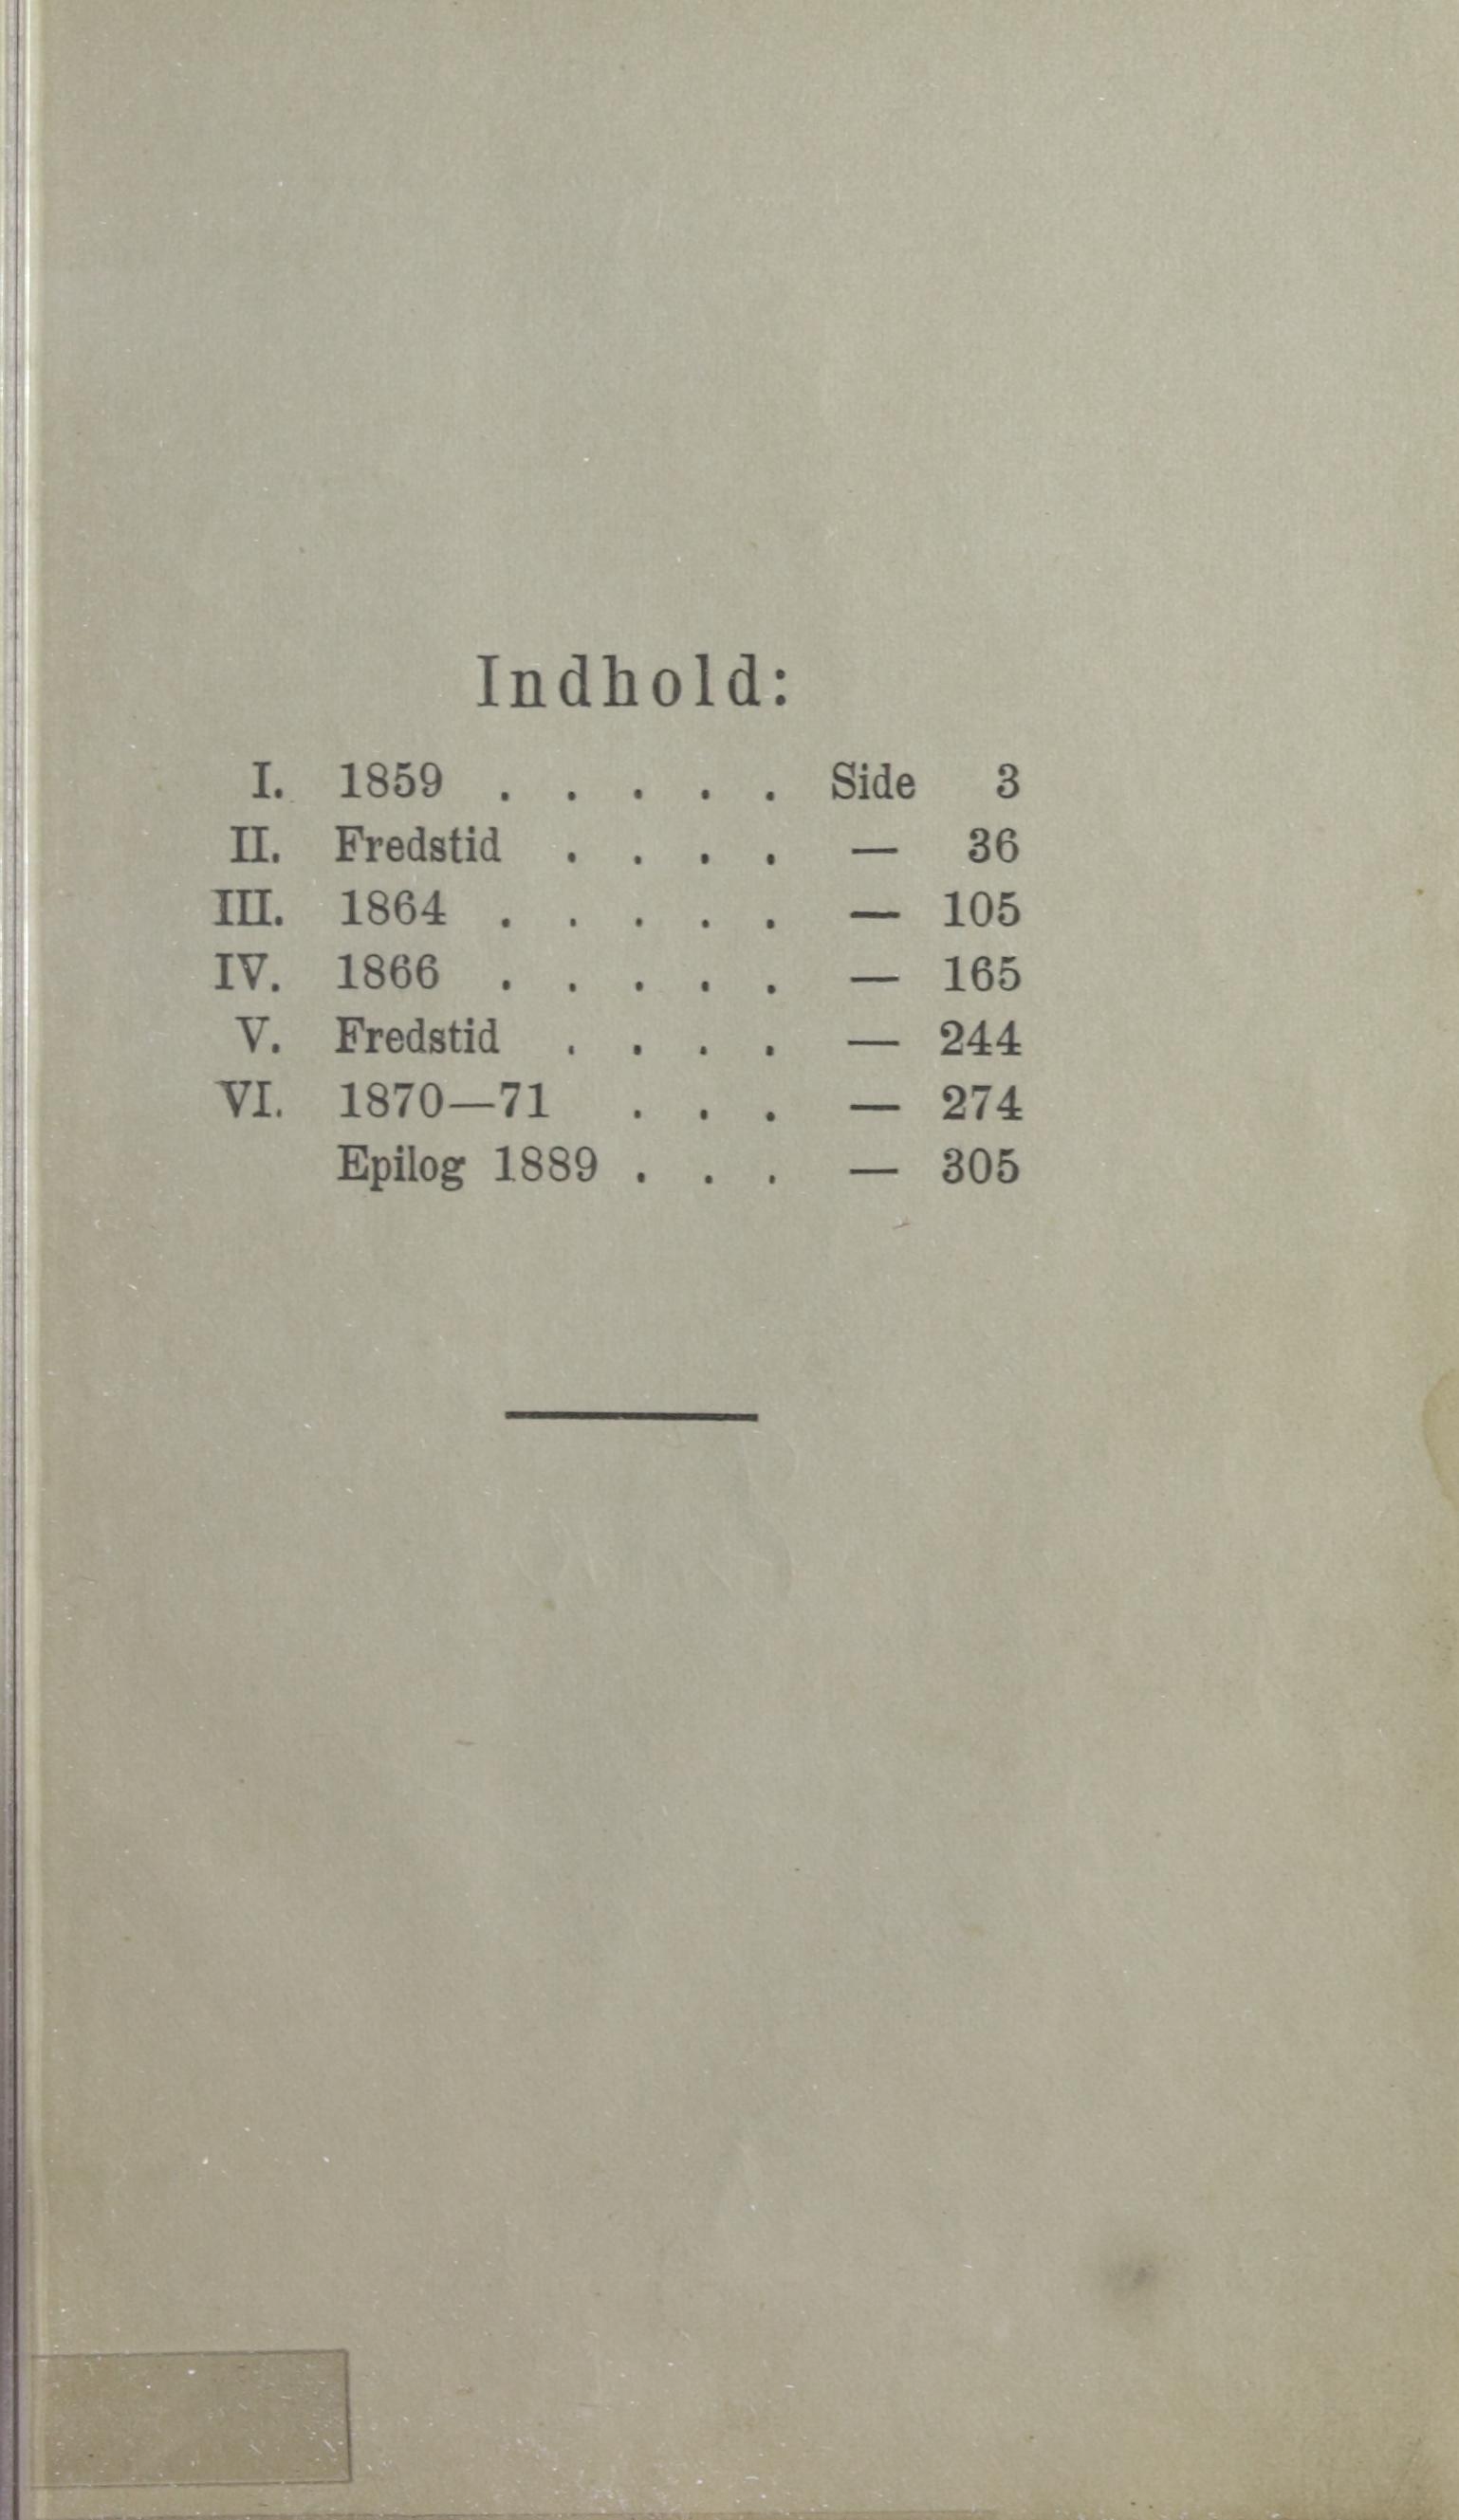 Indhold:
I. 1859 . . . . . Side 3
II. Fredstid . . . . — 36
III. 1864 . . . . . — 105
IV. 1866 . . . . . — 165
V. Fredstid . . . . — 244
VI. 1870—71 . . . — 274
Epilog 1889 . . . — 305